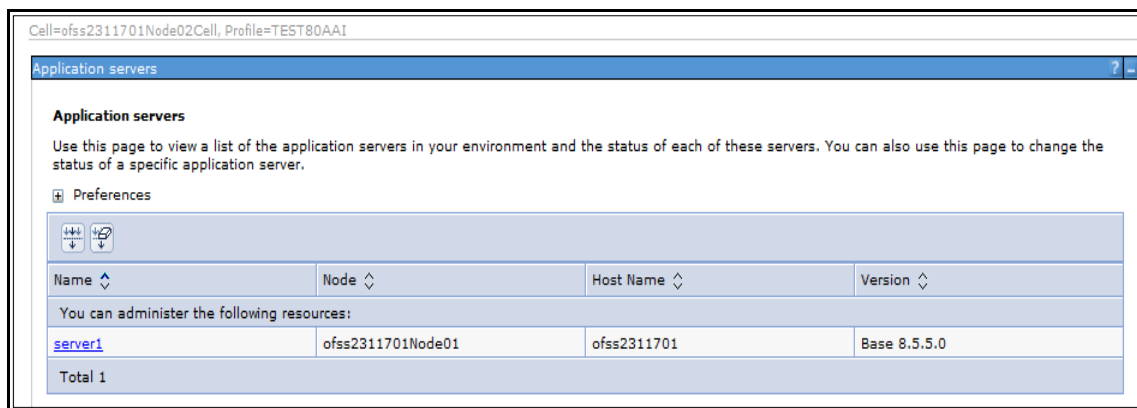 Cell=ofss2311701Node02Cell, Profile=TEST80AAI
Application servers ? -
Application servers
Use this page to view a list of the application servers in your environment and the status of each of these servers. You can also use this page to change the
status of a specific application server.
+ Preferences
Name Node Host Name Version
You can administer the following resources:
server1 ofss2311701Node01 ofss2311701 Base 8.5.5.0
Total 1